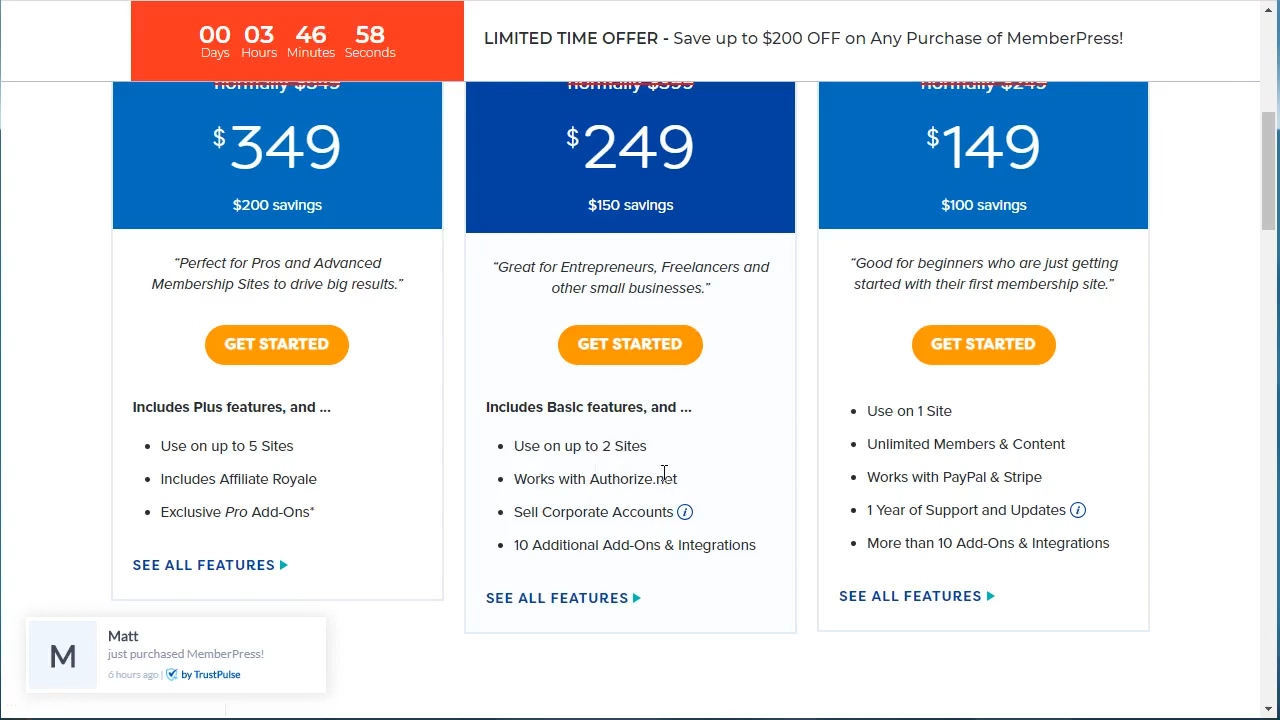 00 03 46 58
Days Hours Minutes Seconds
LIMITED TIME OFFER - Save up to $200 OFF on Any Purchase of MemberPress!
normally $549
$349
$200 savings
“Perfect for Pros and Advanced
Membership Sites to drive big results.”
GET STARTED
Includes Plus features, and ...
• Use on up to 5 Sites
• Includes Affiliate Royale
• Exclusive Pro Add-Ons*
SEE ALL FEATURES
normally $399
$249
$150 savings
“Great for Entrepreneurs, Freelancers and
other small businesses.”
GET STARTED
Includes Basic features, and ...
• Use on up to 2 Sites
• Works with Authorize.net
• Sell Corporate Accounts i
• 10 Additional Add-Ons & Integrations
SEE ALL FEATURES
normally $249
$149
$100 savings
“Good for beginners who are just getting
started with their first membership site.”
GET STARTED
• Use on 1 Site
• Unlimited Members & Content
• Works with PayPal & Stripe
• 1 Year of Support and Updates i
• More than 10 Add-Ons & Integrations
SEE ALL FEATURES
M
Matt
just purchased MemberPress!
6 hours ago | by TrustPulse